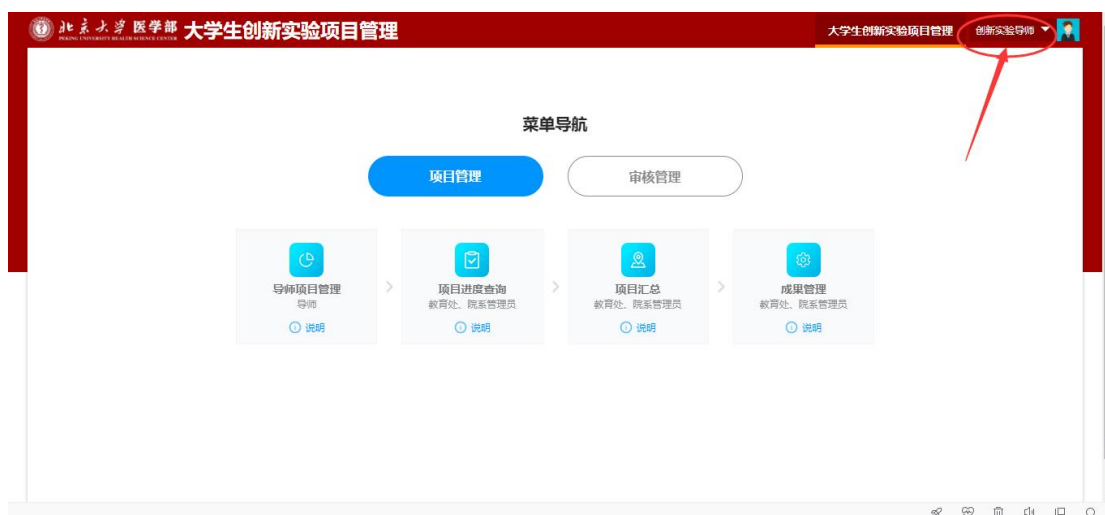 北京大学 医学部 大学生创新实验项目管理
PEKING UNIVERSITY HEALTH SCIENCE CENTER
大学生创新实验项目管理 创新实验导师
菜单导航
项目管理 审核管理
导师项目管理 项目进度查询 项目汇总 成果管理
导师 教育处、院系管理员 教育处、院系管理员 教育处、院系管理员
说明 说明 说明 说明